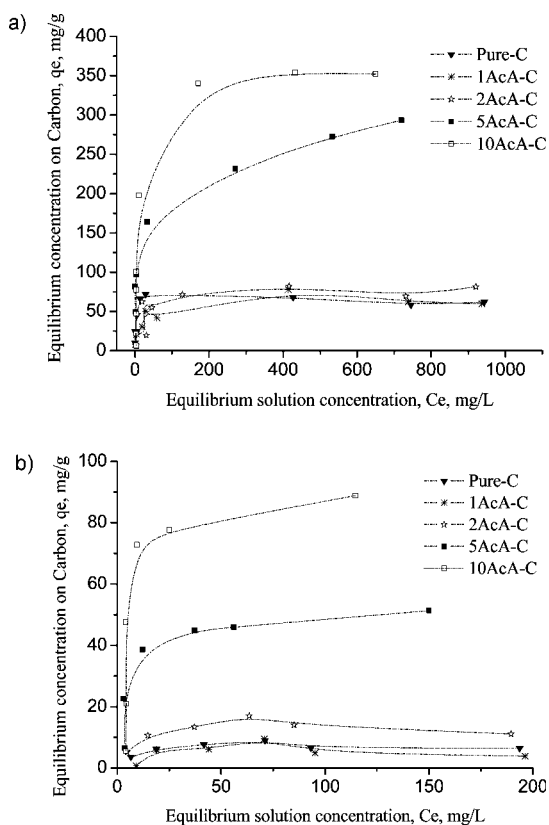 a)
Equilibrium concentration on Carbon, qe, mg/g
400
350
300
250
200
150
100
50
0
0 200 400 600 800 1000
Equilibrium solution concentration, Ce, mg/L
Pure-C
1AcA-C
2AcA-C
5AcA-C
10AcA-C
b)
Equilibrium concentration on Carbon, qe, mg/g
100
80
60
40
20
0
0 50 100 150 200
Equilibrium solution concentration, Ce, mg/L
Pure-C
1AcA-C
2AcA-C
5AcA-C
10AcA-C